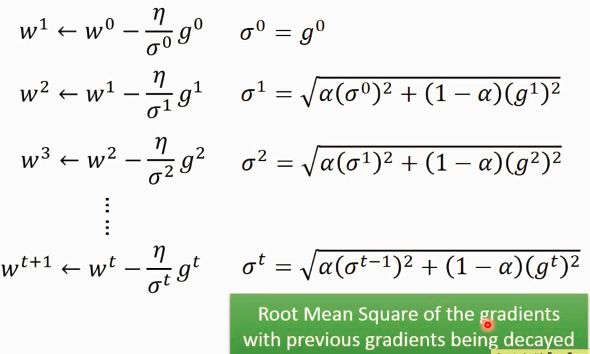 w¹ ← w⁰ − η/σ⁰ g⁰ σ⁰ = g⁰
w² ← w¹ − η/σ¹ g¹ σ¹ = √(α(σ⁰)² + (1 − α)(g¹)²)
w³ ← w² − η/σ² g² σ² = √(α(σ¹)² + (1 − α)(g²)²)
⋮
wᵗ⁺¹ ← wᵗ − η/σᵗ gᵗ σᵗ = √(α(σᵗ⁻¹)² + (1 − α)(gᵗ)²)
Root Mean Square of the gradients
with previous gradients being decayed